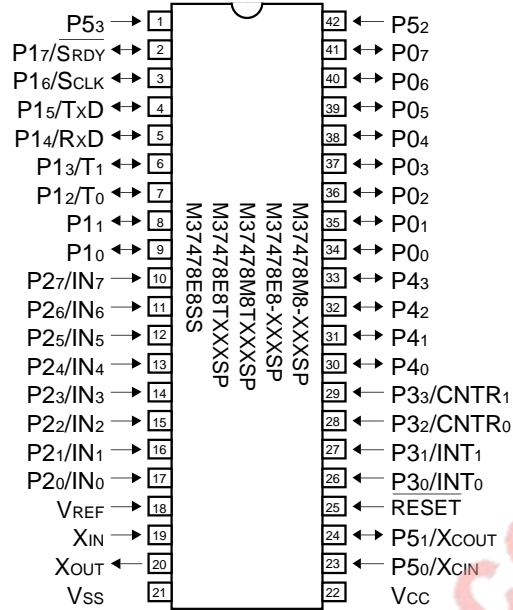 P53 1 42 P52
P17/SRDY 2 41 P07
P16/SCLK 3 40 P06
P15/TxD 4 39 P05
P14/RxD 5 38 P04
P13/T1 6 37 P03
P12/T0 7 36 P02
P11 8 35 P01
P10 9 34 P00
P27/IN7 10 33 P43
P26/IN6 11 32 P42
P25/IN5 12 31 P41
P24/IN4 13 30 P40
P23/IN3 14 29 P33/CNTR1
P22/IN2 15 28 P32/CNTR0
P21/IN1 16 27 P31/INT1
P20/IN0 17 26 P30/INT0
VREF 18 25 RESET
XIN 19 24 P51/XCOUT
XOUT 20 23 P50/XCIN
VSS 21 22 VCC
M37478M8-XXXSP
M37478E8-XXXSP
M37478M8TXXXSP
M37478E8TXXXSP
M37478E8SS